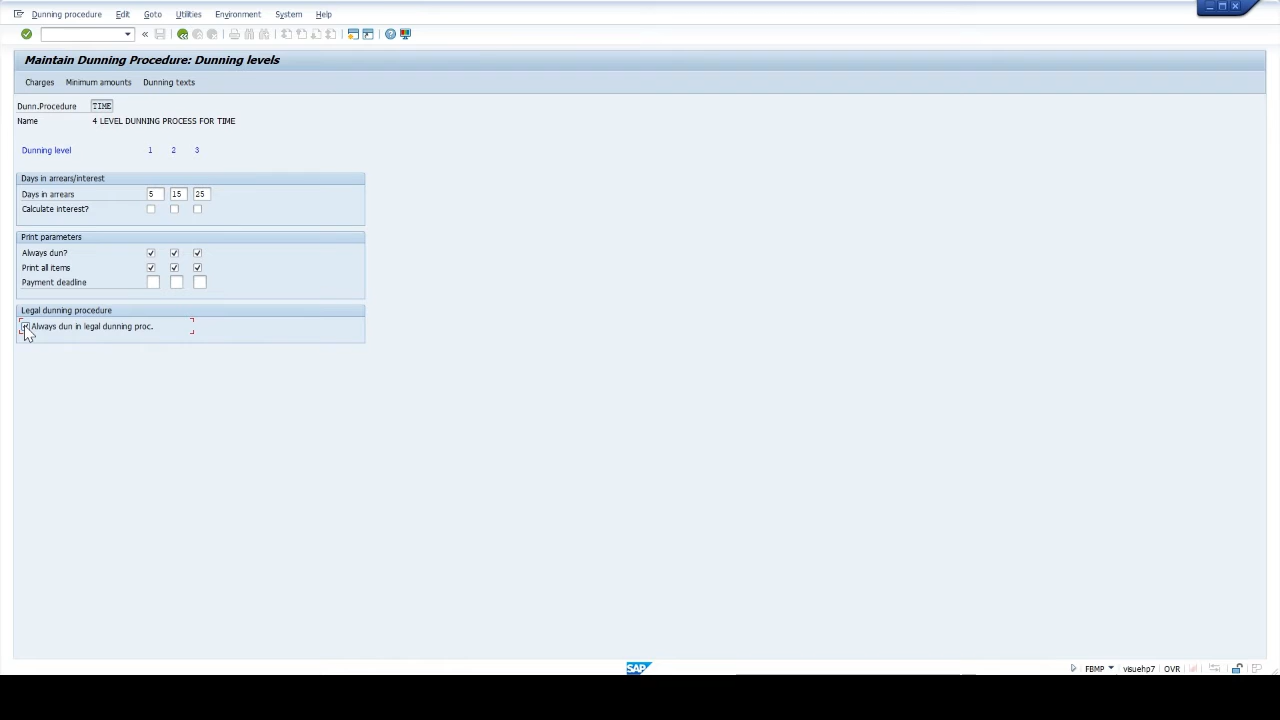 Dunning procedure Edit Goto Utilities Environment System Help
Maintain Dunning Procedure: Dunning levels
Charges Minimum amounts Dunning texts
Dunn.Procedure TIME
Name 4 LEVEL DUNNING PROCESS FOR TIME
Dunning level 1 2 3
Days in arrears/interest
Days in arrears 5 15 25
Calculate interest?
Print parameters
Always dun?
Print all items
Payment deadline
Legal dunning procedure
Always dun in legal dunning proc.
SAP FBMP visuehp7 OVR